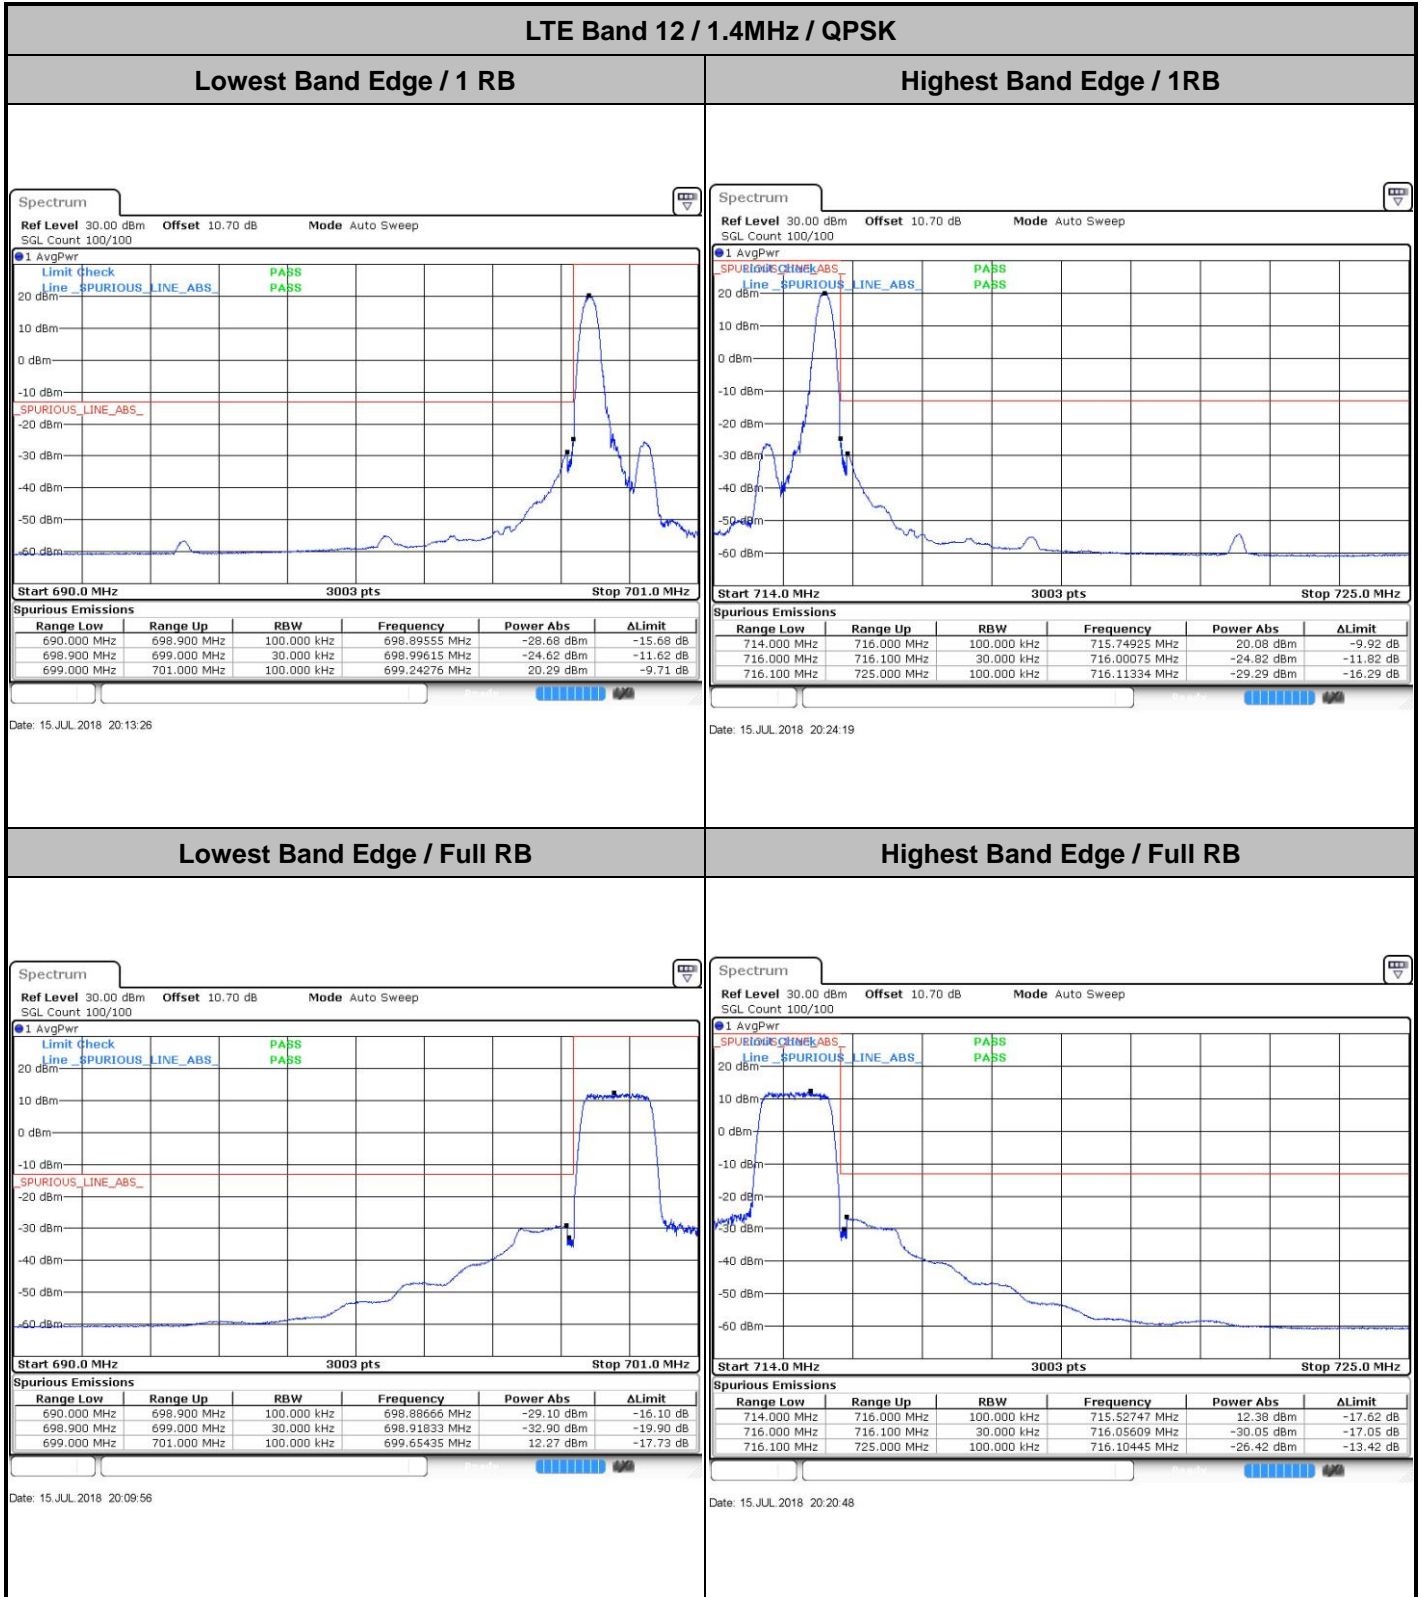 LTE Band 12 / 1.4MHz / QPSK
Lowest Band Edge / 1 RB
Highest Band Edge / 1RB
Spectrum
Ref Level 30.00 dBm Offset 10.70 dB Mode Auto Sweep
SGL Count 100/100
1 AvgPwr
Limit Check PASS
Line _SPURIOUS_LINE_ABS_ PASS
20 dBm
10 dBm
0 dBm
-10 dBm
_SPURIOUS_LINE_ABS_
-20 dBm
-30 dBm
-40 dBm
-50 dBm
-60 dBm
Start 690.0 MHz 3003 pts Stop 701.0 MHz
Spurious Emissions
Range Low Range Up RBW Frequency Power Abs ΔLimit
690.000 MHz 698.900 MHz 100.000 kHz 698.89555 MHz -28.68 dBm -15.68 dB
698.900 MHz 699.000 MHz 30.000 kHz 698.99615 MHz -24.62 dBm -11.62 dB
699.000 MHz 701.000 MHz 100.000 kHz 699.24276 MHz 20.29 dBm -9.71 dB
Date: 15.JUL.2018 20:13:26
Spectrum
Ref Level 30.00 dBm Offset 10.70 dB Mode Auto Sweep
SGL Count 100/100
1 AvgPwr
_SPURIOUS_LINE_ABS_
Limit Check PASS
Line _SPURIOUS_LINE_ABS_ PASS
20 dBm
10 dBm
0 dBm
-10 dBm
-20 dBm
-30 dBm
-40 dBm
-50 dBm
-60 dBm
Start 714.0 MHz 3003 pts Stop 725.0 MHz
Spurious Emissions
Range Low Range Up RBW Frequency Power Abs ΔLimit
714.000 MHz 716.000 MHz 100.000 kHz 715.74925 MHz 20.08 dBm -9.92 dB
716.000 MHz 716.100 MHz 30.000 kHz 716.00075 MHz -24.82 dBm -11.82 dB
716.100 MHz 725.000 MHz 100.000 kHz 716.11334 MHz -29.29 dBm -16.29 dB
Date: 15.JUL.2018 20:24:19
Lowest Band Edge / Full RB
Highest Band Edge / Full RB
Spectrum
Ref Level 30.00 dBm Offset 10.70 dB Mode Auto Sweep
SGL Count 100/100
1 AvgPwr
Limit Check PASS
Line _SPURIOUS_LINE_ABS_ PASS
20 dBm
10 dBm
0 dBm
-10 dBm
_SPURIOUS_LINE_ABS_
-20 dBm
-30 dBm
-40 dBm
-50 dBm
-60 dBm
Start 690.0 MHz 3003 pts Stop 701.0 MHz
Spurious Emissions
Range Low Range Up RBW Frequency Power Abs ΔLimit
690.000 MHz 698.900 MHz 100.000 kHz 698.88666 MHz -29.10 dBm -16.10 dB
698.900 MHz 699.000 MHz 30.000 kHz 698.91833 MHz -32.90 dBm -19.90 dB
699.000 MHz 701.000 MHz 100.000 kHz 699.65435 MHz 12.27 dBm -17.73 dB
Date: 15.JUL.2018 20:09:56
Spectrum
Ref Level 30.00 dBm Offset 10.70 dB Mode Auto Sweep
SGL Count 100/100
1 AvgPwr
_SPURIOUS_LINE_ABS_
Limit Check PASS
Line _SPURIOUS_LINE_ABS_ PASS
20 dBm
10 dBm
0 dBm
-10 dBm
-20 dBm
-30 dBm
-40 dBm
-50 dBm
-60 dBm
Start 714.0 MHz 3003 pts Stop 725.0 MHz
Spurious Emissions
Range Low Range Up RBW Frequency Power Abs ΔLimit
714.000 MHz 716.000 MHz 100.000 kHz 715.52747 MHz 12.38 dBm -17.62 dB
716.000 MHz 716.100 MHz 30.000 kHz 716.05609 MHz -30.05 dBm -17.05 dB
716.100 MHz 725.000 MHz 100.000 kHz 716.10445 MHz -26.42 dBm -13.42 dB
Date: 15.JUL.2018 20:20:48